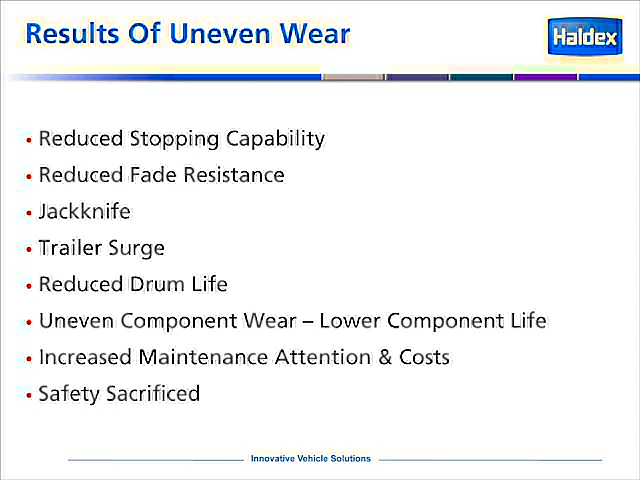 Results Of Uneven Wear
Haldex
• Reduced Stopping Capability
• Reduced Fade Resistance
• Jackknife
• Trailer Surge
• Reduced Drum Life
• Uneven Component Wear – Lower Component Life
• Increased Maintenance Attention & Costs
• Safety Sacrificed
Innovative Vehicle Solutions